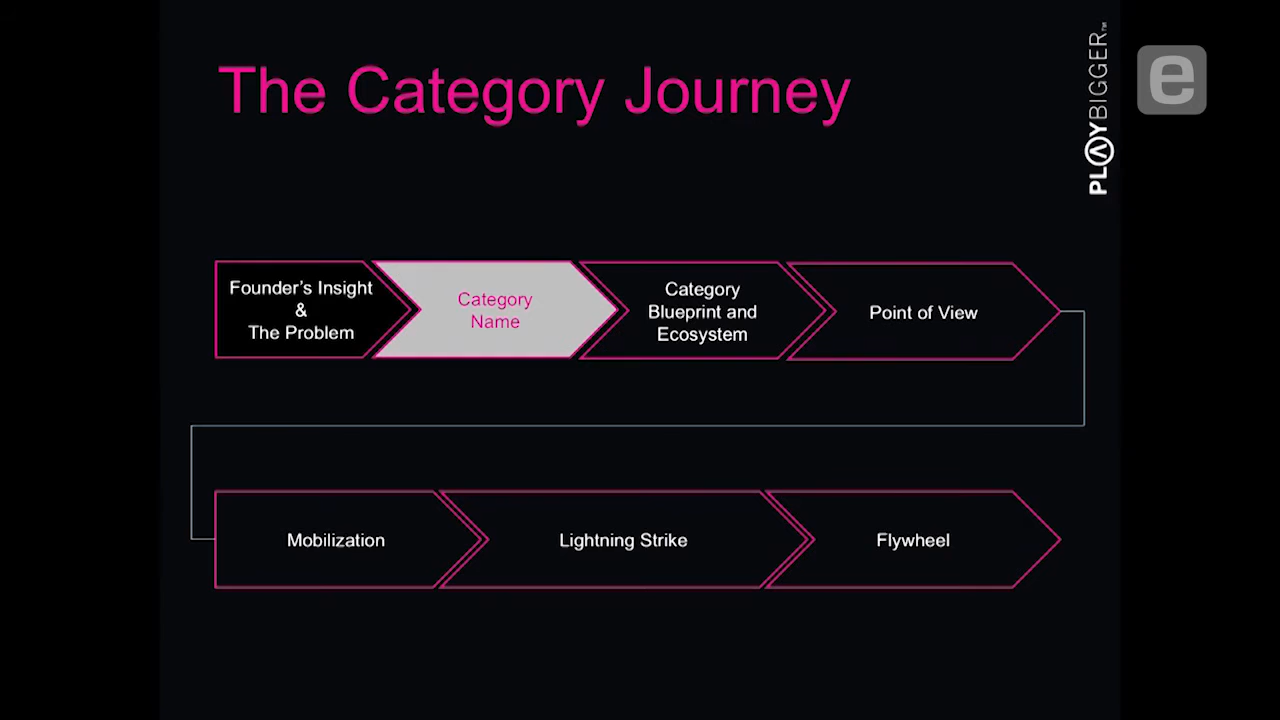 The Category Journey
PLAYBIGGER™
e
Founder's Insight
&
The Problem
Category
Name
Category
Blueprint and
Ecosystem
Point of View
Mobilization
Lightning Strike
Flywheel